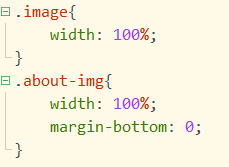 .image{
width: 100%;
}
.about-img{
width: 100%;
margin-bottom: 0;
}